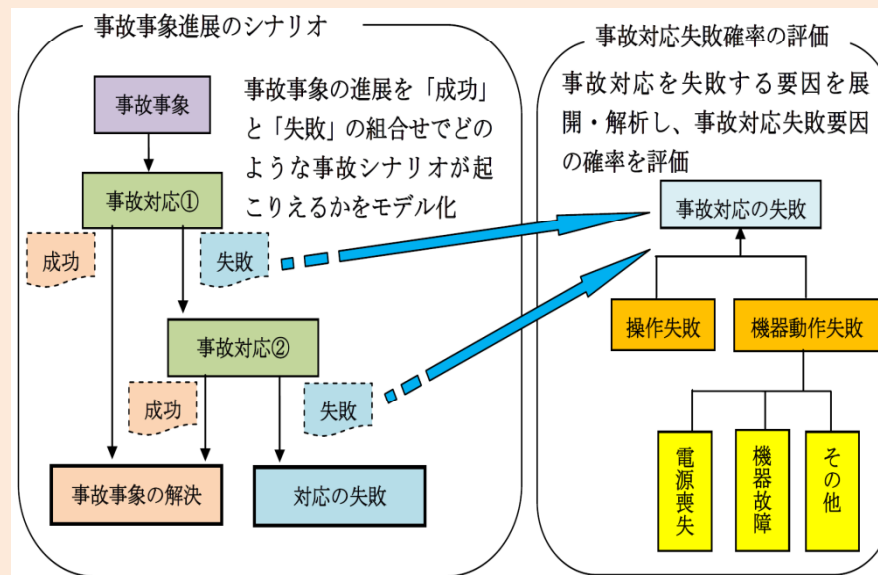 事故事象進展のシナリオ
事故事象
事故事象の進展を「成功」
と「失敗」の組合せでどの
ような事故シナリオが起
こりえるかをモデル化
事故対応①
成功
失敗
事故対応②
成功
失敗
事故事象の解決
対応の失敗
事故対応失敗確率の評価
事故対応を失敗する要因を展
開・解析し、事故対応失敗要因
の確率を評価
事故対応の失敗
操作失敗
機器動作失敗
電源喪失
機器故障
その他